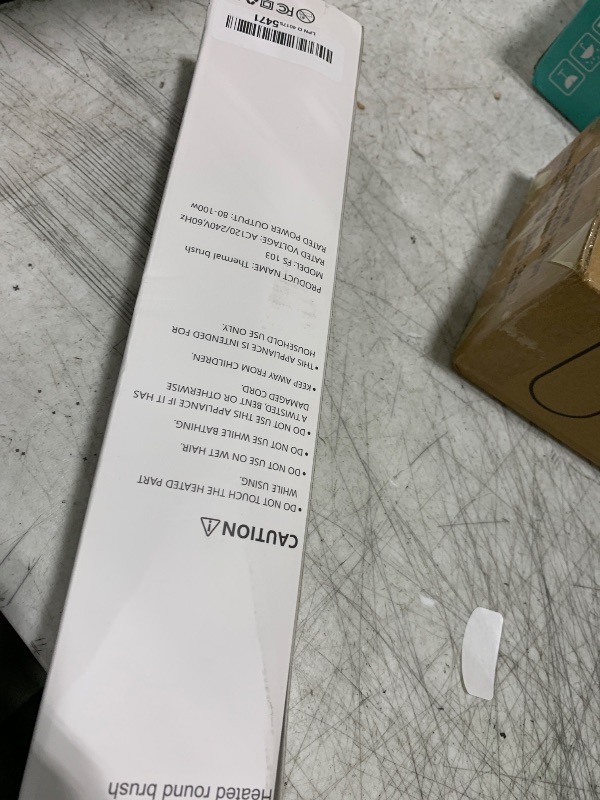 Heated round brush
CAUTION
• DO NOT TOUCH THE HEATED PART
WHILE USING.
• DO NOT USE ON WET HAIR.
• DO NOT USE WHILE BATHING.
• DO NOT USE THIS APPLIANCE IF IT HAS
A TWISTED, BENT, OR OTHERWISE
DAMAGED CORD.
• KEEP AWAY FROM CHILDREN.
• THIS APPLIANCE IS INTENDED FOR
HOUSEHOLD USE ONLY.
PRODUCT NAME: Thermal brush
MODEL: FS 103
RATED VOLTAGE: AC120/240V,60Hz
RATED POWER OUTPUT: 80-100w
FC